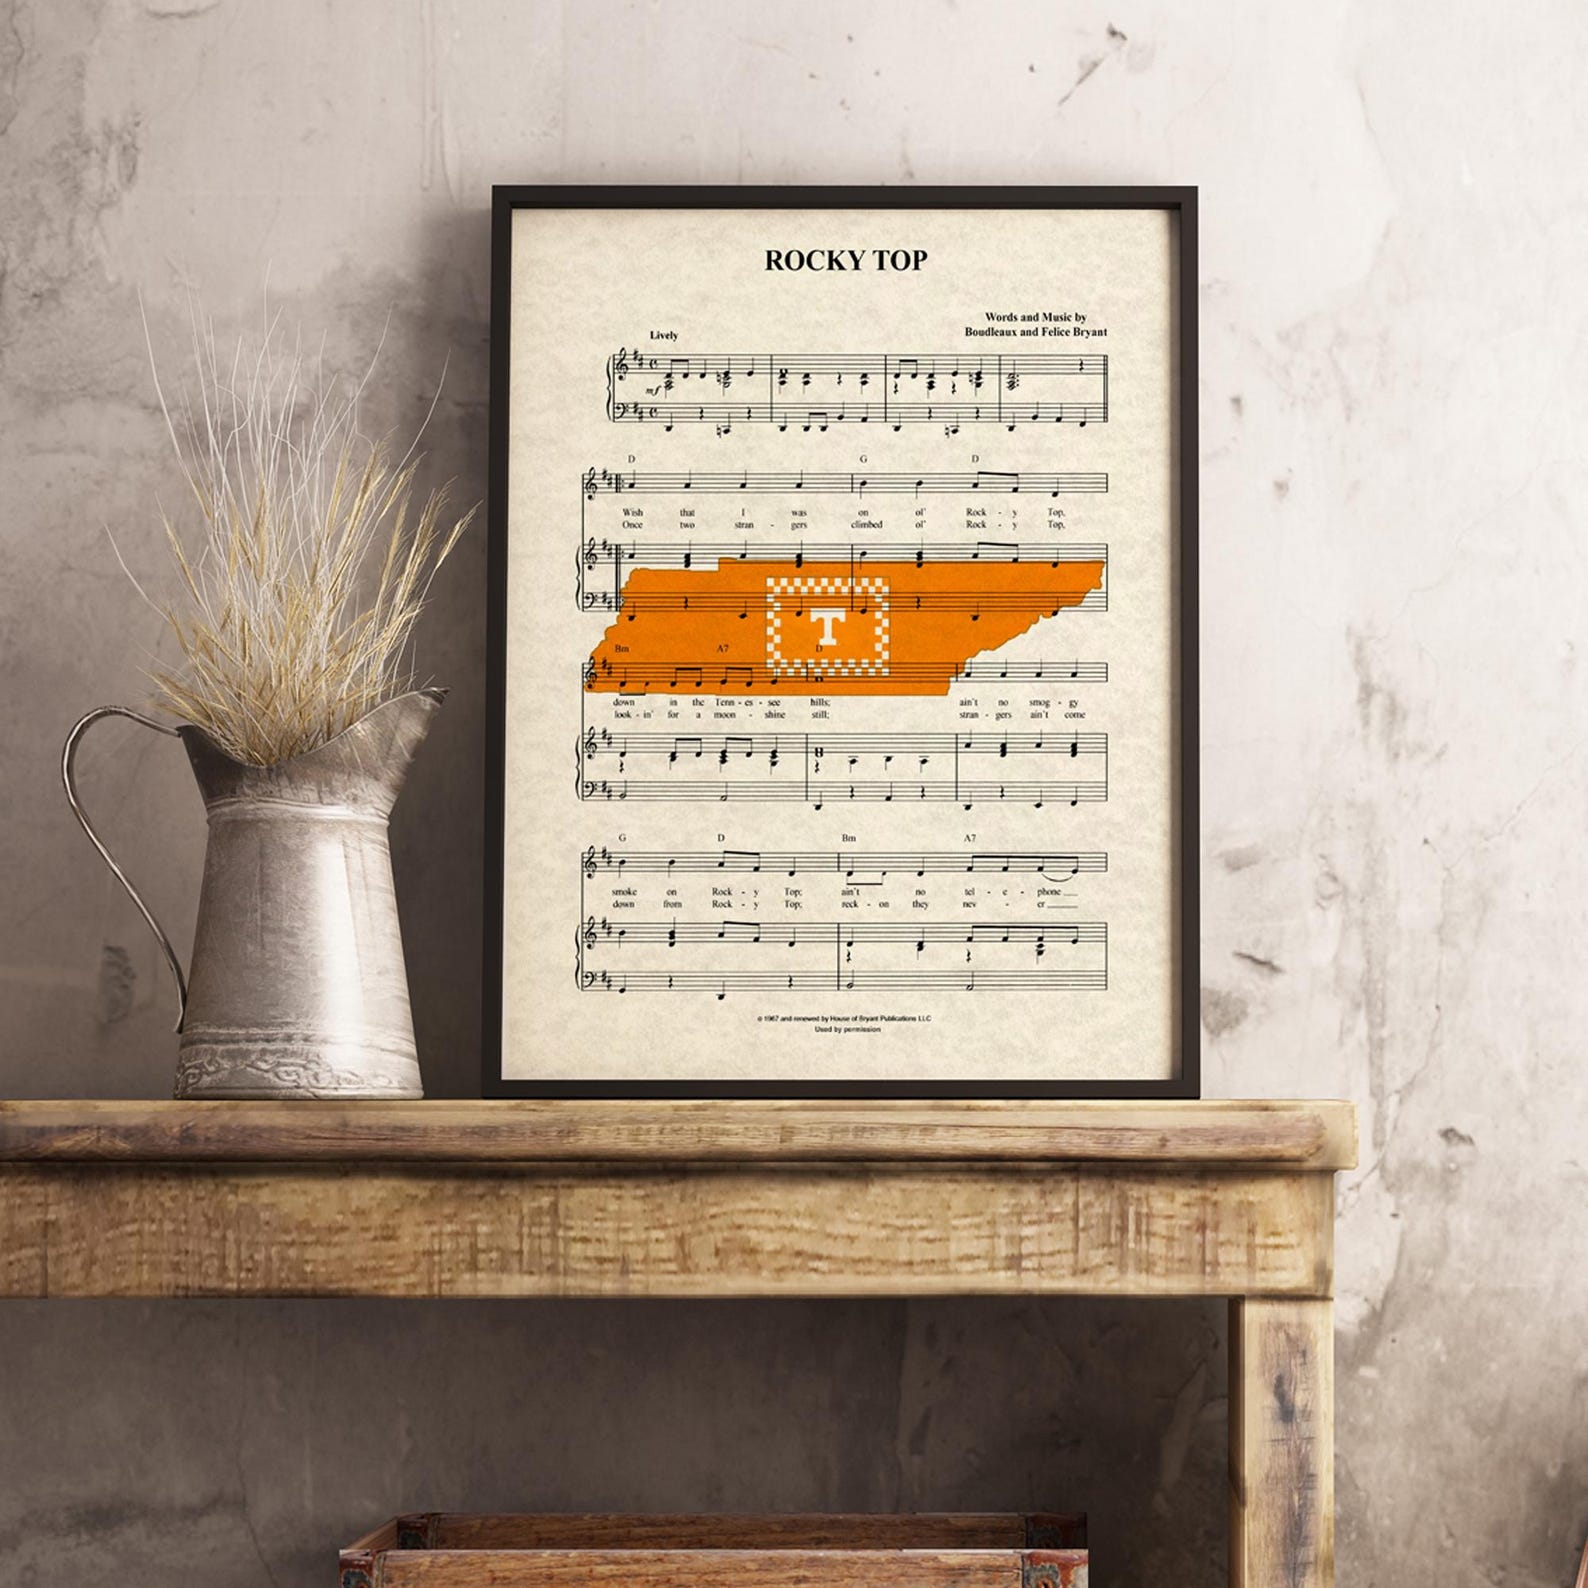 ROCKY TOP
Words and Music by
Boudleaux and Felice Bryant
Lively
mf
D G D
Wish that I was on ol' Rock - y Top,
Once two stran - gers climbed ol' Rock - y Top,
T
Bm A7 D
down in the Tenn - es - see hills; ain't no smog - gy
look - in' for a moon - shine still; stran - gers ain't come
G D Bm A7
smoke on Rock - y Top; ain't no tel - e - phone
down from Rock - y Top; reck - on they nev - er
© 1967 and renewed by House of Bryant Publications LLC
Used by permission